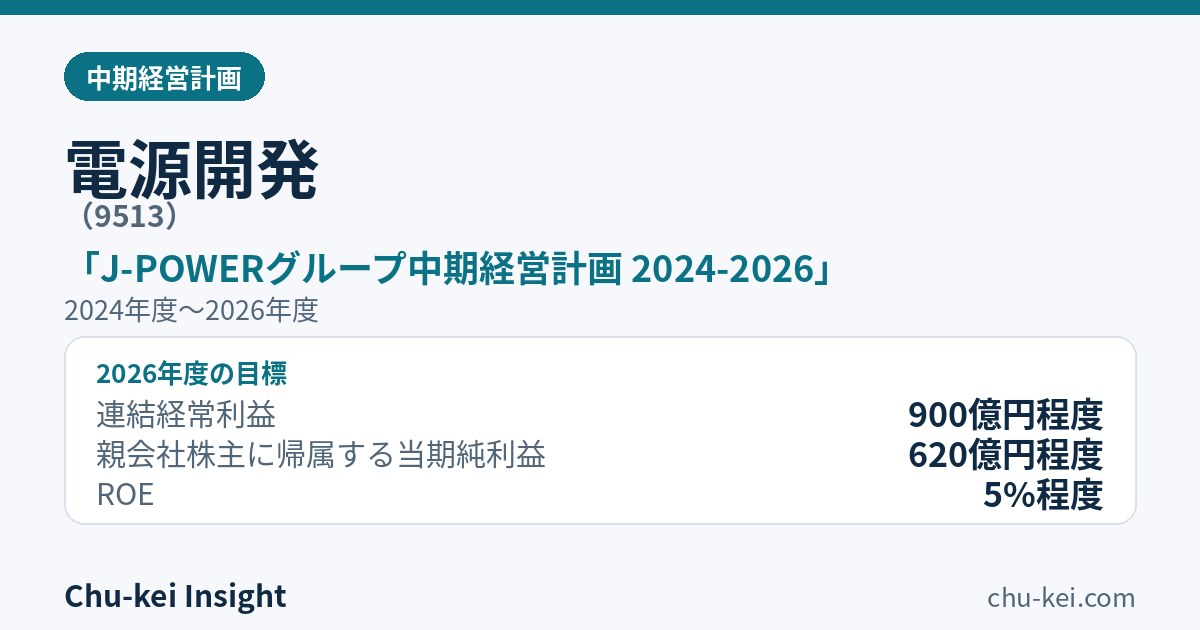 中期経営計画
電源開発
（9513）
「J-POWERグループ中期経営計画 2024-2026」
2024年度～2026年度
2026年度の目標
連結経常利益 900億円程度
親会社株主に帰属する当期純利益 620億円程度
ROE 5%程度
Chu-kei Insight chu-kei.com